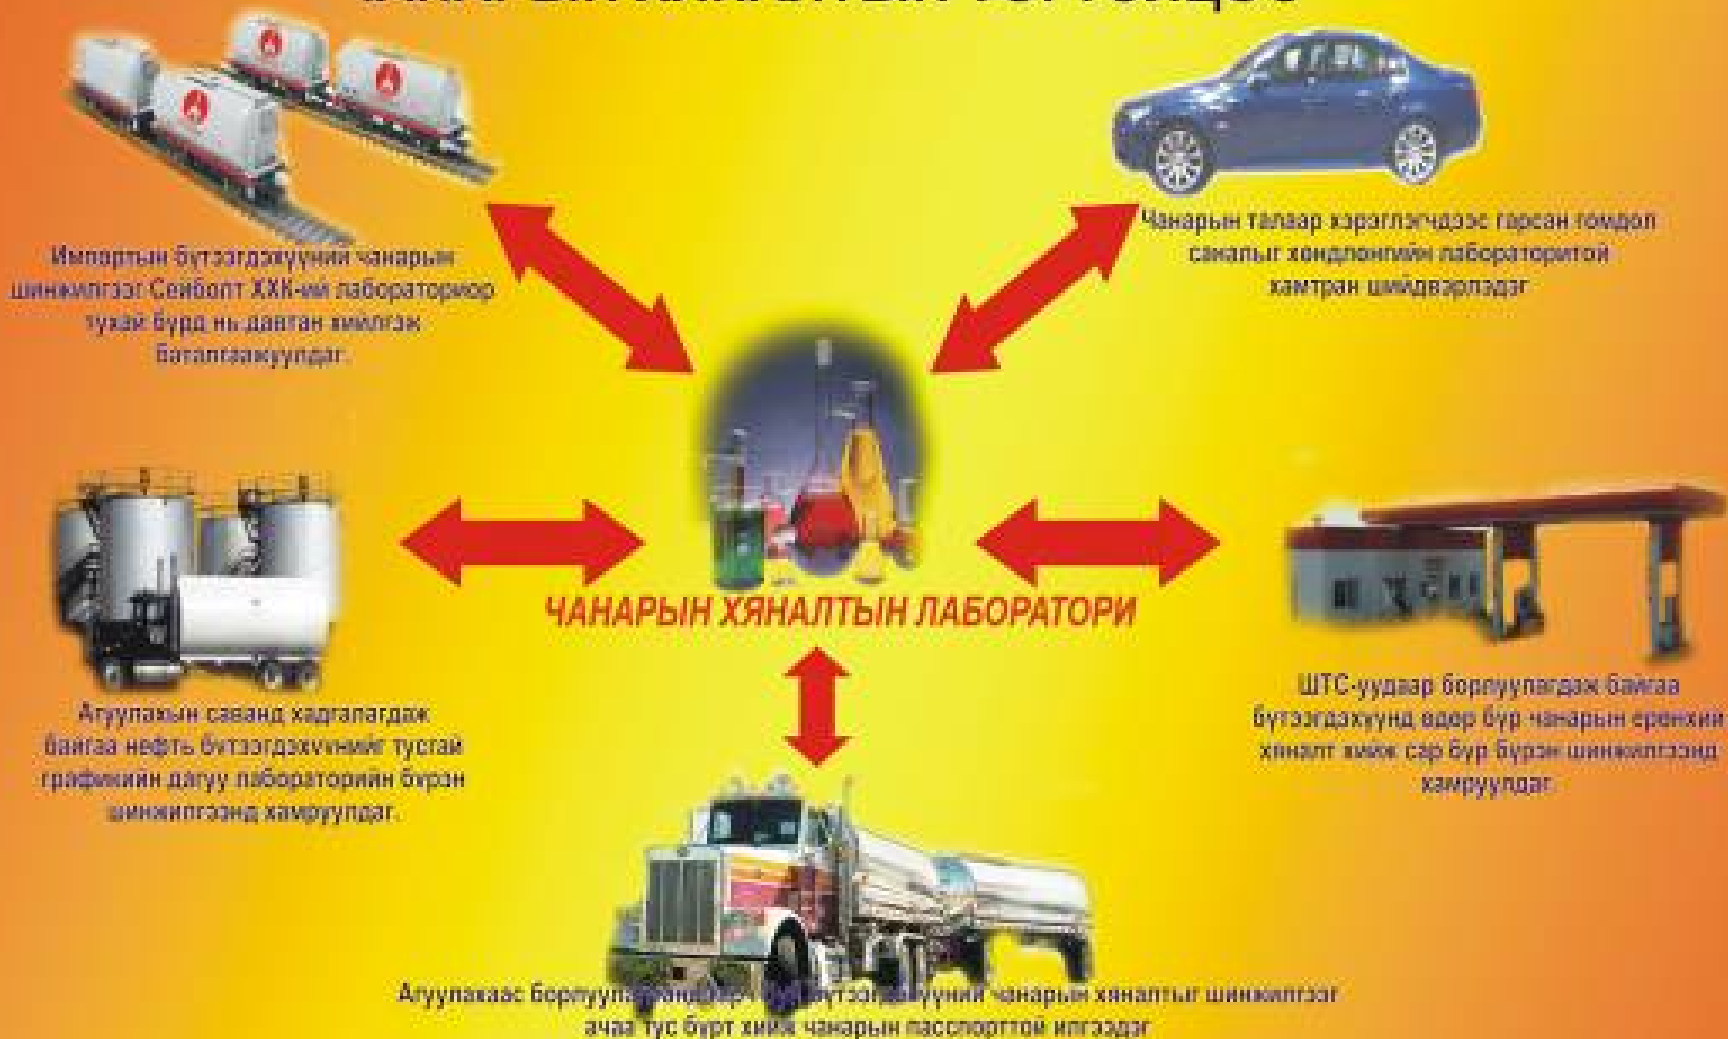 Импортын бүтээгдэхүүний чанарын
шинжилгээг Сейболт ХХК-ий лабораториор
тухай бүрд нь давтан хийлгэж
баталгаажуулдаг.
Чанарын талаар хэрэглэгчдээс гарсан гомдол
саналыг хөндлөнгийн лабораторитой
хамтран шийдвэрлэдэг
ЧАНАРЫН ХЯНАЛТЫН ЛАБОРАТОРИ
Агуулахын саванд хадгалагдаж
байгаа нефть бүтээгдэхүүнийг тусгай
графикийн дагуу лабораторийн бүрэн
шинжилгээнд хамруулдаг.
ШТС-уудаар борлуулагдаж байгаа
бүтээгдэхүүнд өдөр бүр чанарын ерөнхий
хяналт хийж сар бүр бүрэн шинжилгээнд
хамруулдаг.
Агуулахаас чанарын хяналтыг шинжилгээг
ачаа тус бүрт хийж чанарын пасспорттой илгээдэг